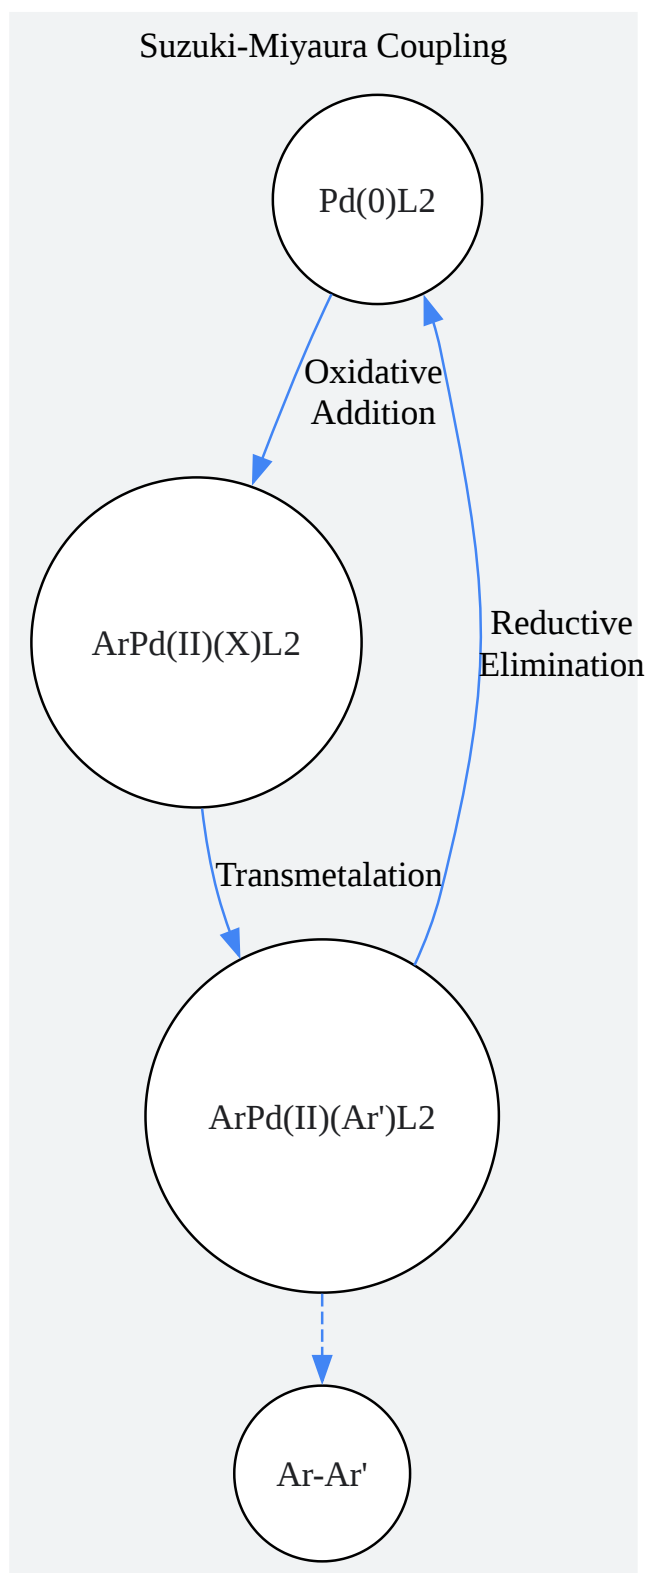 Suzuki-Miyaura Coupling
Pd(0)L2
Oxidative
Addition
ArPd(II)(X)L2
Reductive
Elimination
Transmetalation
ArPd(II)(Ar')L2
Ar-Ar'